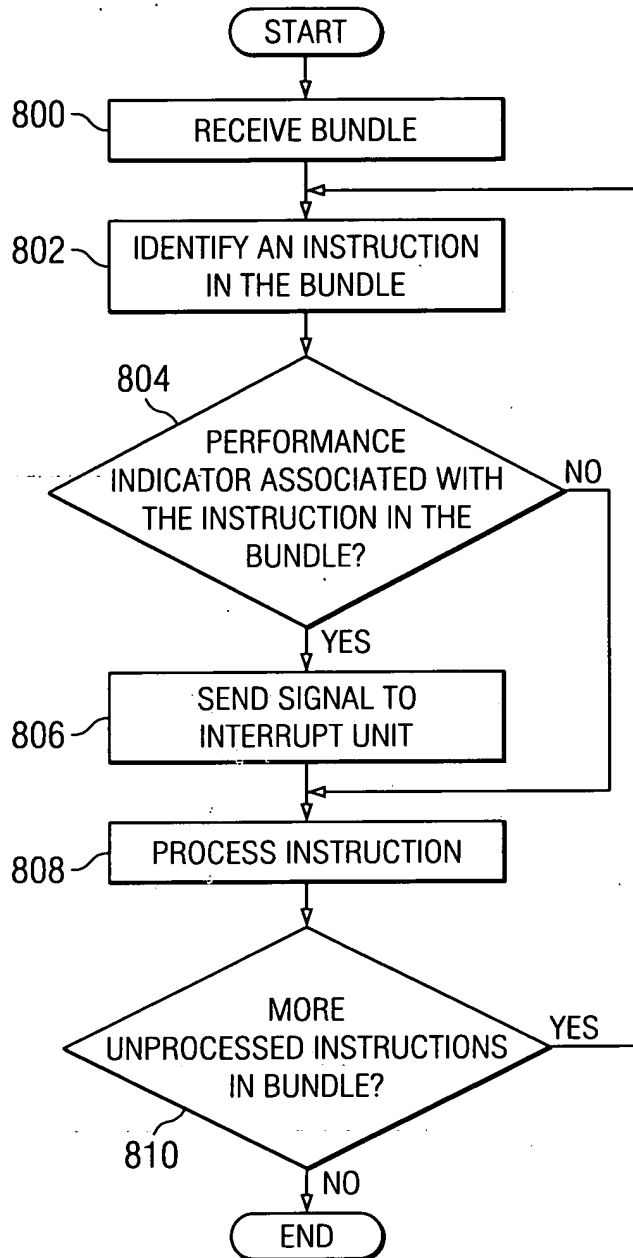 START
800
RECEIVE BUNDLE
802
IDENTIFY AN INSTRUCTION
IN THE BUNDLE
804
PERFORMANCE
INDICATOR ASSOCIATED WITH
THE INSTRUCTION IN THE
BUNDLE?
NO
YES
806
SEND SIGNAL TO
INTERRUPT UNIT
808
PROCESS INSTRUCTION
MORE
UNPROCESSED INSTRUCTIONS
IN BUNDLE?
YES
810
NO
END